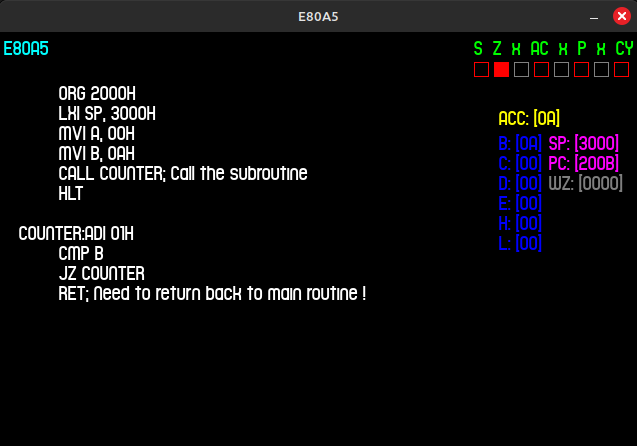 E80A5
E80A5
S Z x AC x P x CY
ORG 2000H
LXI SP, 3000H
MVI A, 00H
MVI B, 0AH
CALL COUNTER; Call the subroutine
HLT
COUNTER:ADI 01H
CMP B
JZ COUNTER
RET; Need to return back to main routine !
ACC: [0A]
B: [0A] SP: [3000]
C: [00] PC: [200B]
D: [00] WZ: [0000]
E: [00]
H: [00]
L: [00]